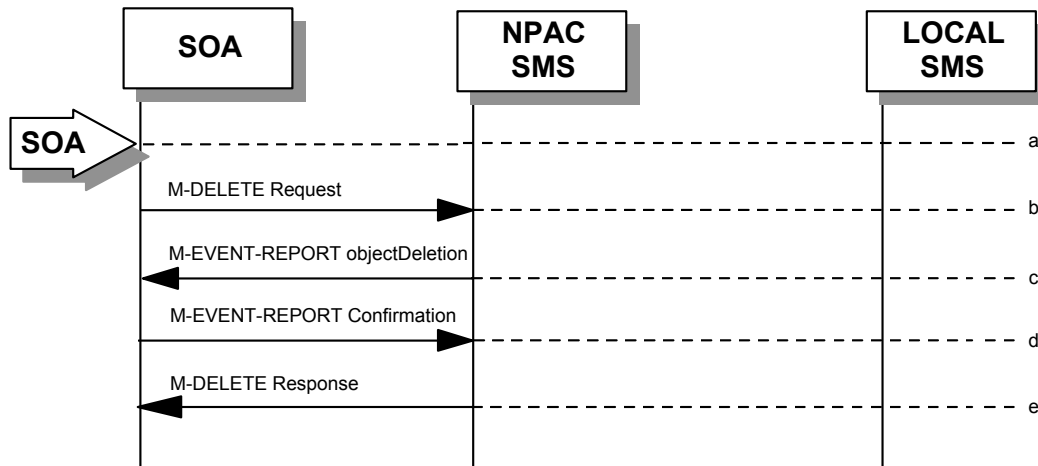 SOA
NPAC
SMS
LOCAL
SMS
SOA
a
M-DELETE Request
b
M-EVENT-REPORT objectDeletion
c
M-EVENT-REPORT Confirmation
d
M-DELETE Response
e